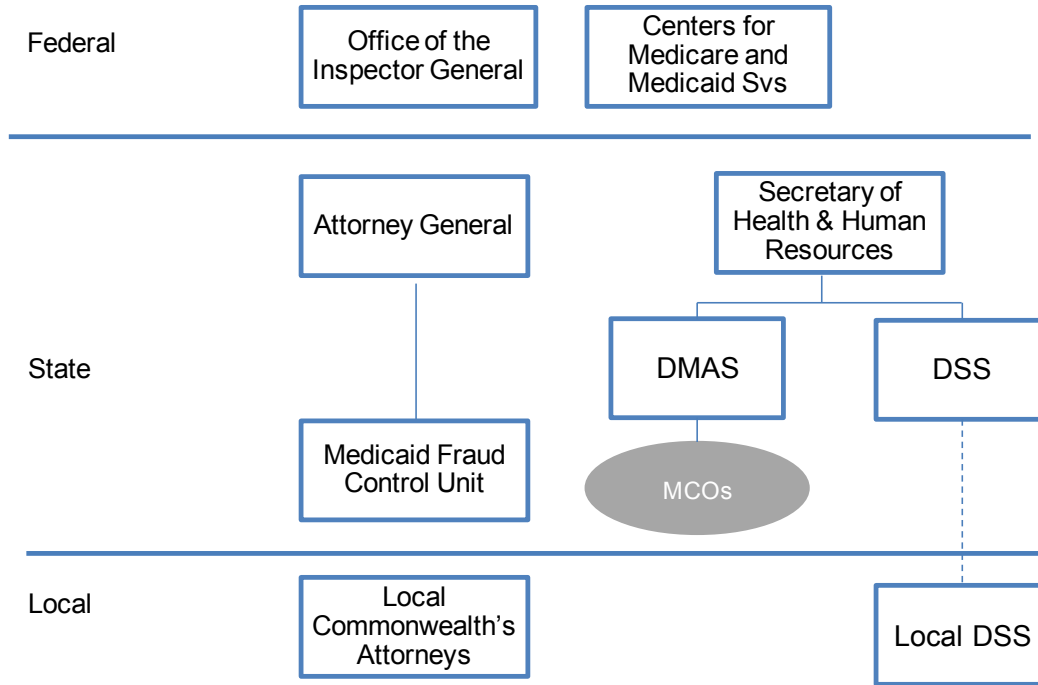 Federal
Office of the
Inspector General
Centers for
Medicare and
Medicaid Svs
Attorney General
Secretary of
Health & Human
Resources
State
DMAS
DSS
Medicaid Fraud
Control Unit
MCOs
Local
Local
Commonwealth’s
Attorneys
Local DSS